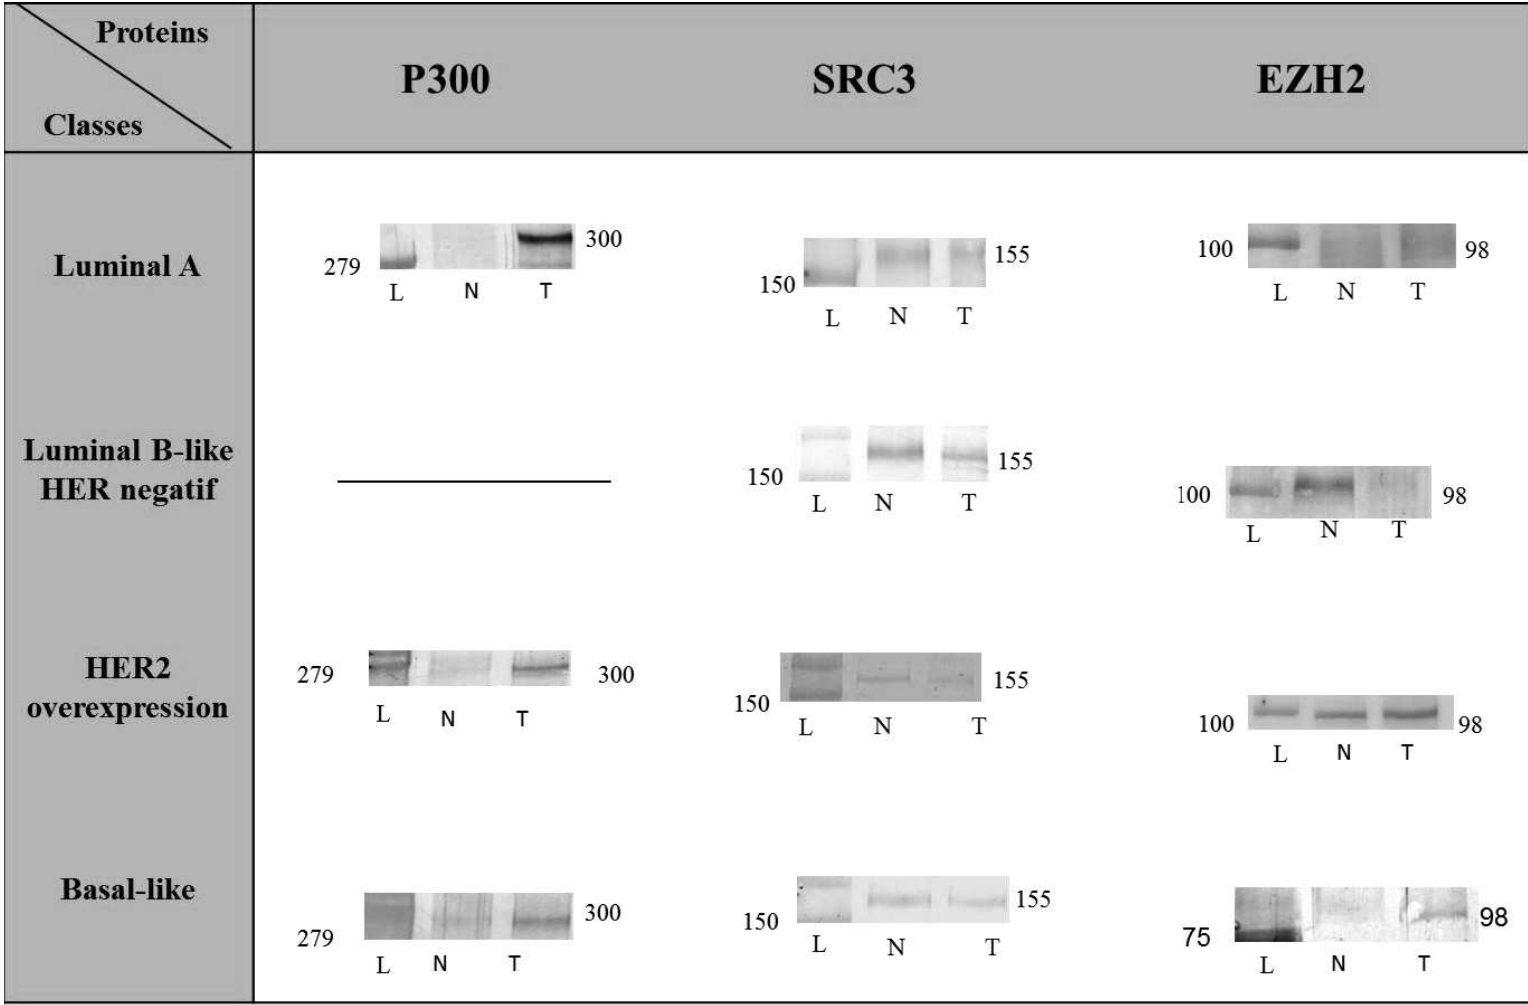 Proteins
Classes
P300 SRC3 EZH2
Luminal A
279 300
L N T
150 155
L N T
100 98
L N T
Luminal B-like
HER negatif
150 155
L N T
100 98
L N T
HER2
overexpression
279 300
L N T
150 155
L N T
100 98
L N T
Basal-like
279 300
L N T
150 155
L N T
75 98
L N T